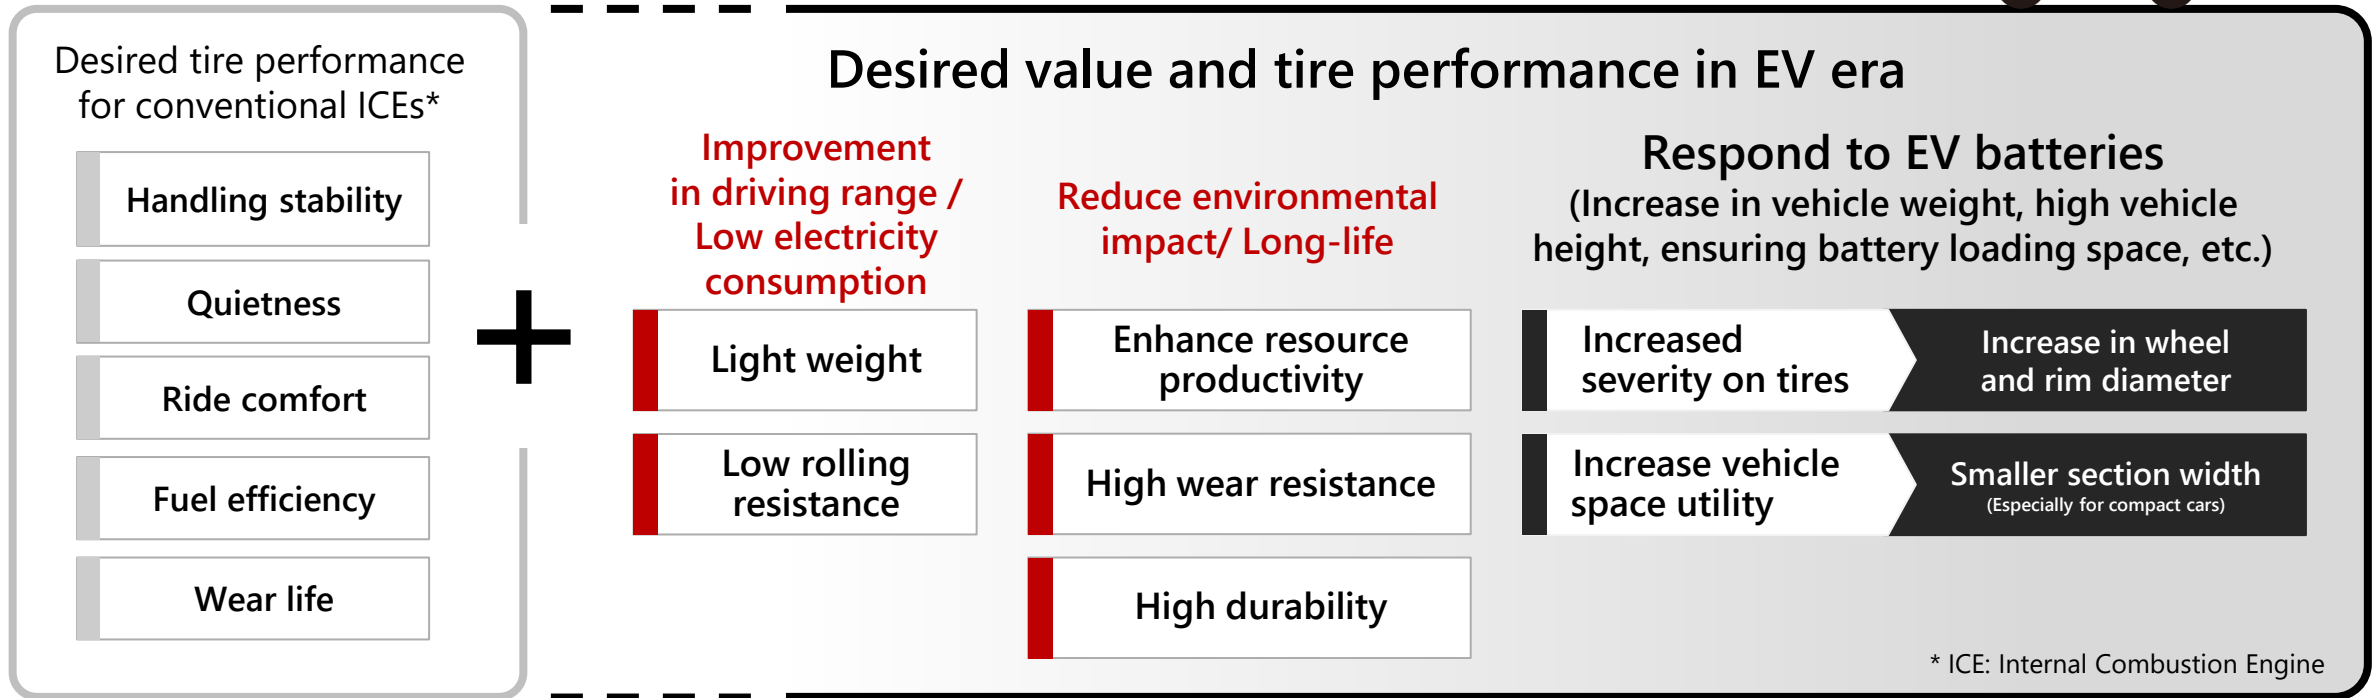 Desired tire performance
for conventional ICEs*
Handling stability
Quietness
Ride comfort
Fuel efficiency
Wear life
+
Desired value and tire performance in EV era
Improvement
in driving range /
Low electricity
consumption
Light weight
Low rolling
resistance
Reduce environmental
impact/ Long-life
Enhance resource
productivity
High wear resistance
High durability
Respond to EV batteries
(Increase in vehicle weight, high vehicle
height, ensuring battery loading space, etc.)
Increased
severity on tires
Increase in wheel
and rim diameter
Increase vehicle
space utility
Smaller section width
(Especially for compact cars)
* ICE: Internal Combustion Engine